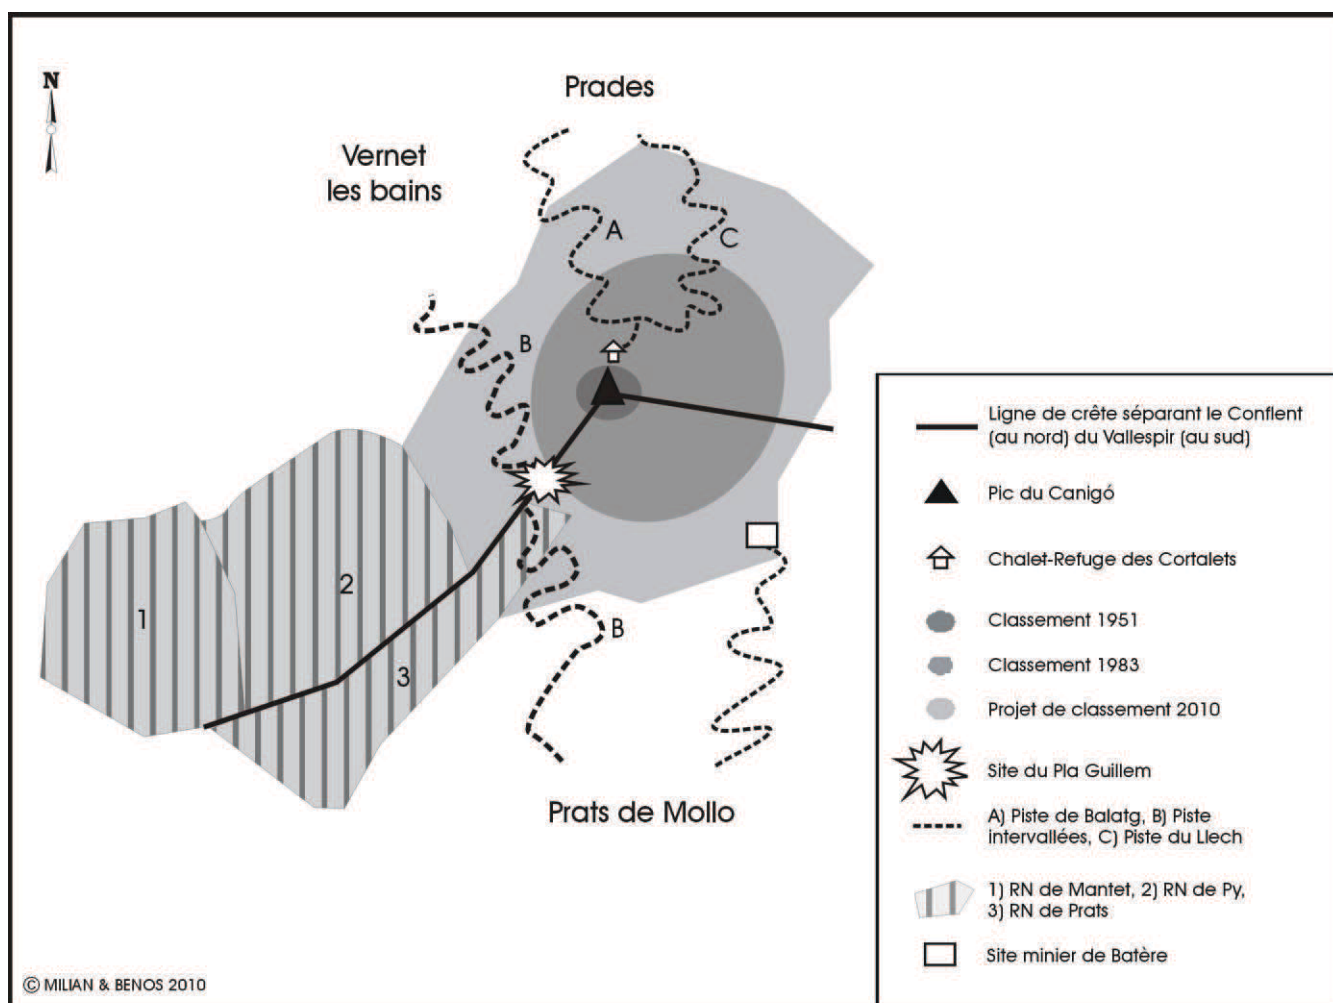 N
Prades
Vernet
les bains
A
C
B
2
1
3
B
Prats de Mollo
Ligne de crête séparant le Conflent
(au nord) du Vallespir (au sud)
Pic du Canigó
Chalet-Refuge des Cortalets
Classement 1951
Classement 1983
Projet de classement 2010
Site du Pla Guillem
A) Piste de Balatg, B) Piste
intervallées, C) Piste du Llech
1) RN de Mantet, 2) RN de Py,
3) RN de Prats
Site minier de Batère
© MILIAN & BENOS 2010